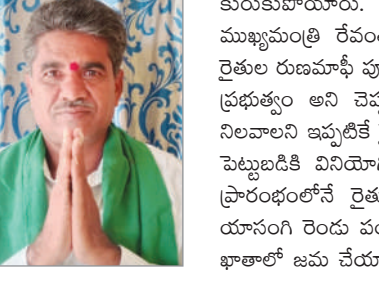 కురుకుపోయారు.
ముఖ్యమంత్రి రేవం
రైతుల రుణమాఫీ పూ
ప్రభుత్వం అని చెప్ప
నిలవాలని ఇప్పటికే
పెట్టుబడికి వినియో
ప్రారంభంలోనే రైతు
యాసంగి రెండు పం
ఖాతాలో జమ చేయా